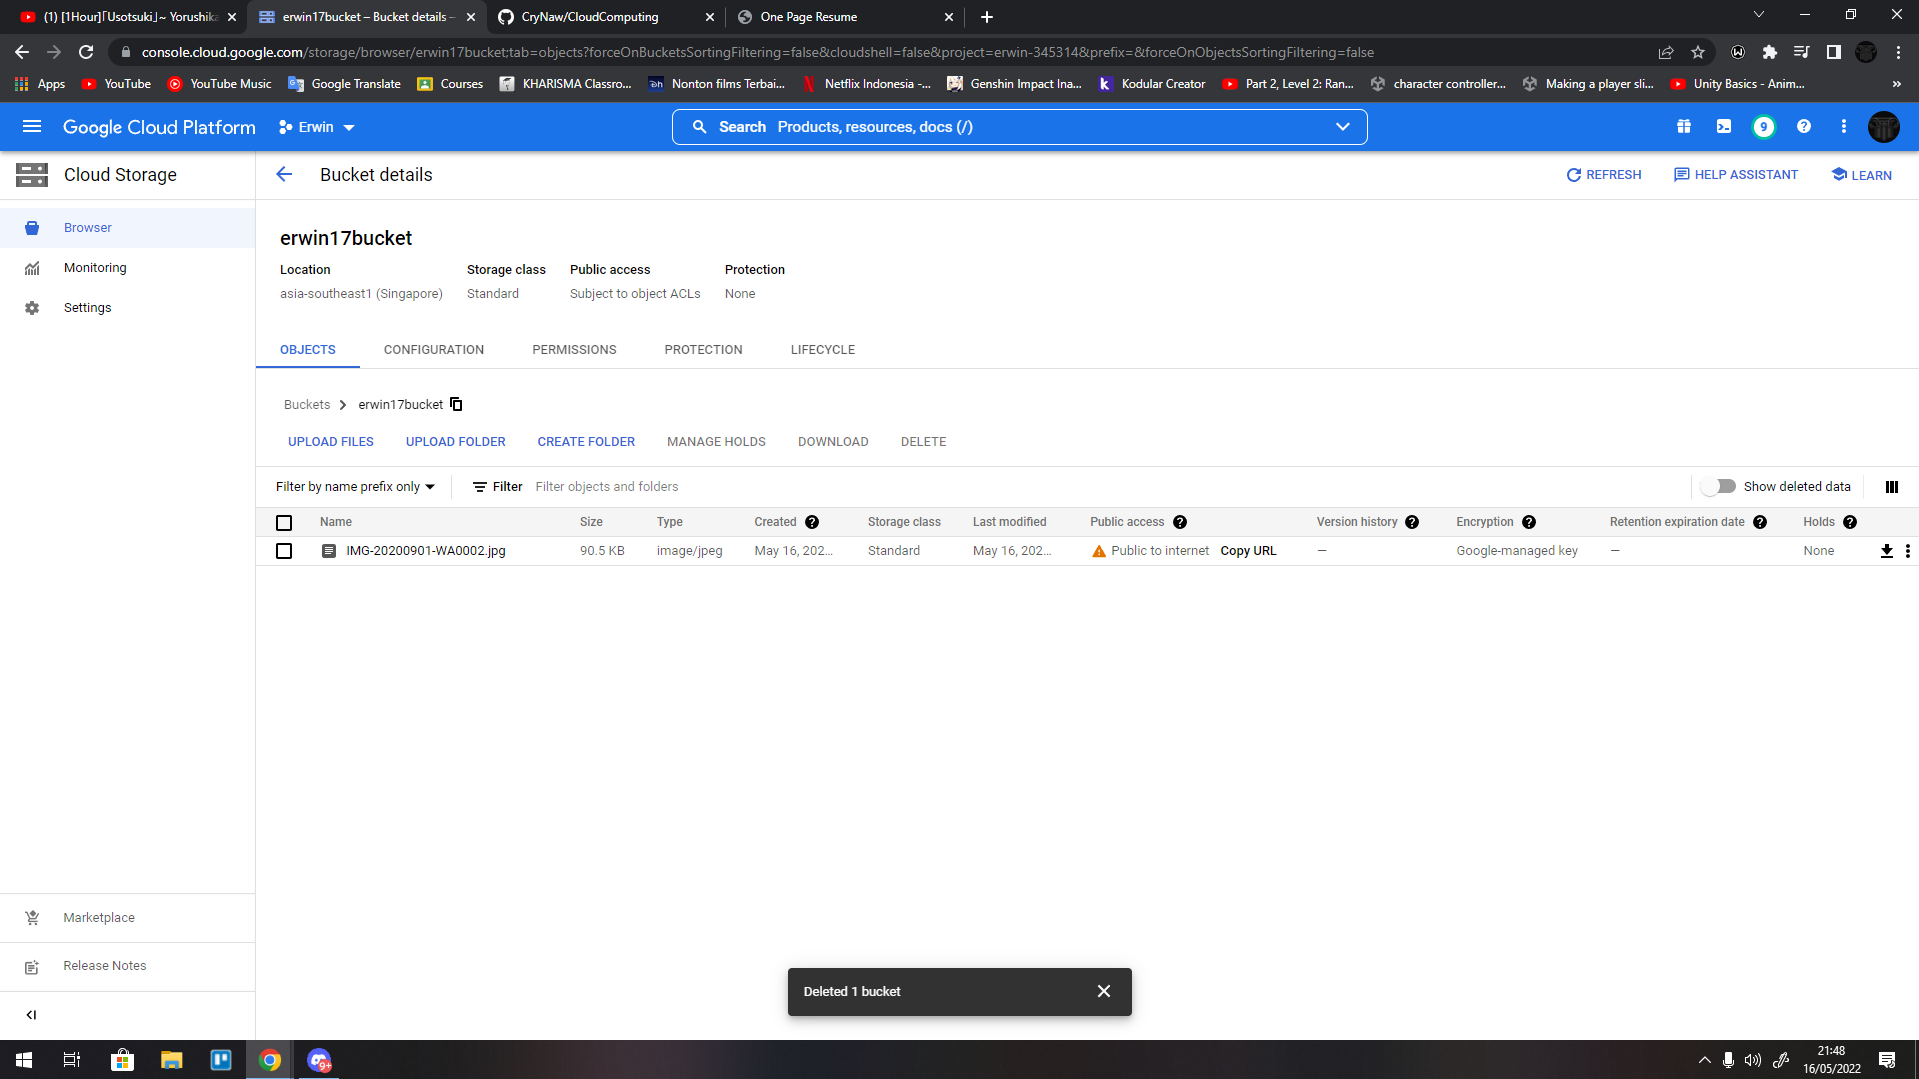 (1) [1Hour]「Usotsuki」~ Yorushika
erwin17bucket – Bucket details –
CryNaw/CloudComputing
One Page Resume
console.cloud.google.com/storage/browser/erwin17bucket;tab=objects?forceOnBucketsSortingFiltering=false&cloudshell=false&project=erwin-345314&prefix=&forceOnObjectsSortingFiltering=false
Apps
YouTube
YouTube Music
Google Translate
Courses
KHARISMA Classro...
Nonton films Terbai...
Netflix Indonesia -...
Genshin Impact Ina...
Kodular Creator
Part 2, Level 2: Ran...
character controller...
Making a player sli...
Unity Basics - Anim...
»
Google Cloud Platform
Erwin
Search Products, resources, docs (/)
9
Cloud Storage
Bucket details
REFRESH
HELP ASSISTANT
LEARN
Browser
Monitoring
Settings
erwin17bucket
Location
Storage class
Public access
Protection
asia-southeast1 (Singapore)
Standard
Subject to object ACLs
None
OBJECTS
CONFIGURATION
PERMISSIONS
PROTECTION
LIFECYCLE
Buckets > erwin17bucket
UPLOAD FILES
UPLOAD FOLDER
CREATE FOLDER
MANAGE HOLDS
DOWNLOAD
DELETE
Filter by name prefix only
Filter Filter objects and folders
Show deleted data
Name
Size
Type
Created
Storage class
Last modified
Public access
Version history
Encryption
Retention expiration date
Holds
IMG-20200901-WA0002.jpg
90.5 KB
image/jpeg
May 16, 202...
Standard
May 16, 202...
Public to internet
Copy URL
—
Google-managed key
—
None
Marketplace
Release Notes
Deleted 1 bucket
9+
21:48
16/05/2022